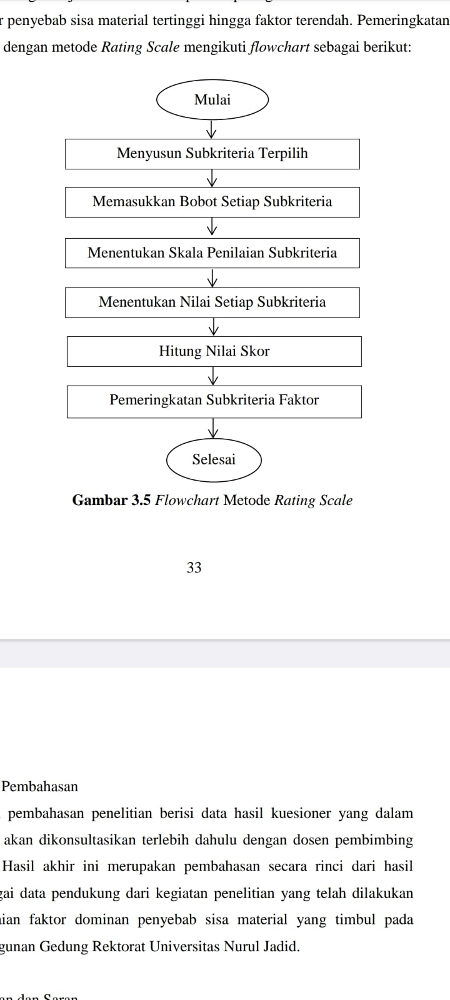 penyebab sisa material tertinggi hingga faktor terendah. Pemeringkatan
dengan metode Rating Scale mengikuti flowchart sebagai berikut:
Mulai
Menyusun Subkriteria Terpilih
Memasukkan Bobot Setiap Subkriteria
Menentukan Skala Penilaian Subkriteria
Menentukan Nilai Setiap Subkriteria
Hitung Nilai Skor
Pemeringkatan Subkriteria Faktor
Selesai
Gambar 3.5 Flowchart Metode Rating Scale
33
Pembahasan
pembahasan penelitian berisi data hasil kuesioner yang dalam
akan dikonsultasikan terlebih dahulu dengan dosen pembimbing
Hasil akhir ini merupakan pembahasan secara rinci dari hasil
data pendukung dari kegiatan penelitian yang telah dilakukan
faktor dominan penyebab sisa material yang timbul pada
Gedung Rektorat Universitas Nurul Jadid.
dan Saran